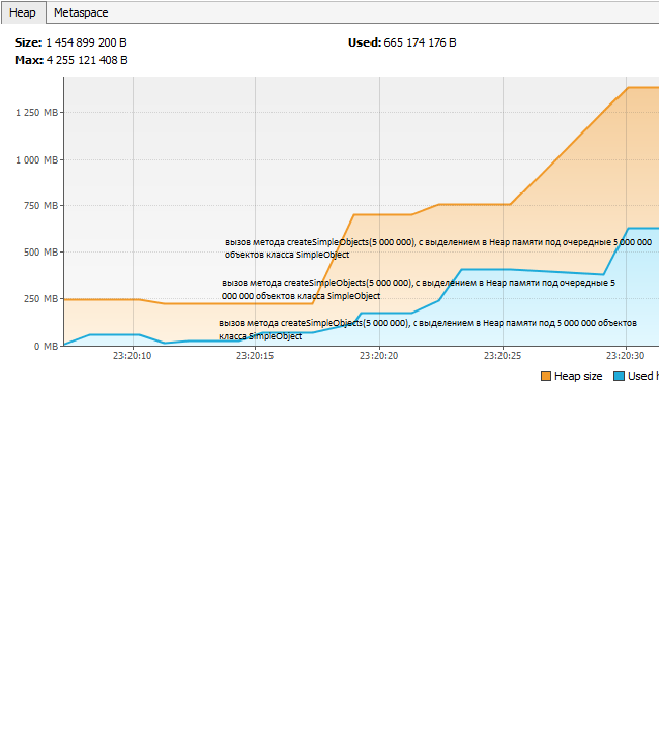 Heap Metaspace
Size: 1 454 899 200 B Used: 665 174 176 B
Max: 4 255 121 408 B
1 250 MB
1 000 MB
750 MB
500 MB
250 MB
0 MB
вызов метода createSimpleObjects(5 000 000), с выделением в Heap памяти под очередные 5 000 000
объектов класса SimpleObject
вызов метода createSimpleObjects(5 000 000), с выделением в Heap памяти под очередные 5
000 000 объектов класса SimpleObject
вызов метода createSimpleObjects(5 000 000), с выделением в Heap памяти под 5 000 000 объектов
класса SimpleObject
23:20:10 23:20:15 23:20:20 23:20:25 23:20:30
Heap size Used h